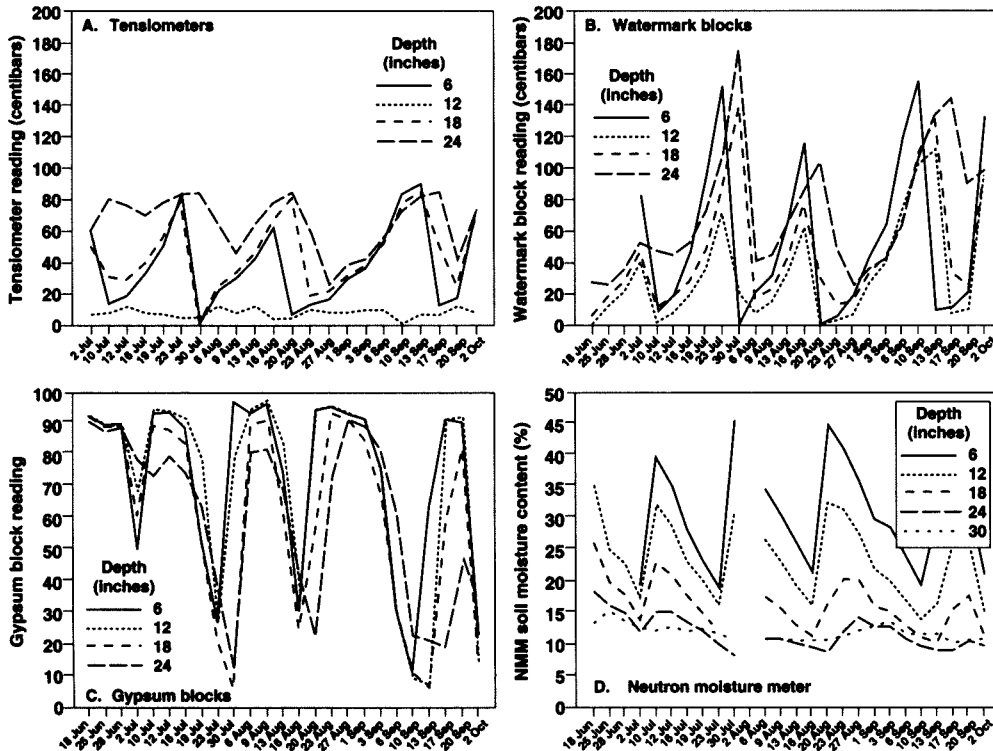 A. Tensiometers
Tensiometer reading (centibars)
200
180
160
140
120
100
80
60
40
20
0
Depth
(inches)
6
12
18
24
2 Jul
10 Jul
12 Jul
16 Jul
19 Jul
23 Jul
30 Jul
6 Aug
9 Aug
13 Aug
16 Aug
20 Aug
23 Aug
27 Aug
1 Sep
3 Sep
6 Sep
10 Sep
13 Sep
17 Sep
20 Sep
2 Oct
B. Watermark blocks
Watermark block reading (centibars)
200
180
160
140
120
100
80
60
40
20
0
Depth
(inches)
6
12
18
24
18 Jun
25 Jun
28 Jun
2 Jul
10 Jul
12 Jul
16 Jul
19 Jul
23 Jul
30 Jul
6 Aug
9 Aug
13 Aug
16 Aug
20 Aug
23 Aug
27 Aug
1 Sep
3 Sep
6 Sep
10 Sep
13 Sep
17 Sep
20 Sep
2 Oct
Gypsum block reading
100
90
80
70
60
50
40
30
20
10
0
Depth
(inches)
6
12
18
24
C. Gypsum blocks
18 Jun
25 Jun
28 Jun
2 Jul
10 Jul
12 Jul
16 Jul
19 Jul
23 Jul
30 Jul
6 Aug
9 Aug
13 Aug
16 Aug
20 Aug
23 Aug
27 Aug
1 Sep
3 Sep
6 Sep
10 Sep
13 Sep
17 Sep
20 Sep
2 Oct
NMM soil moisture content (%)
50
45
40
35
30
25
20
15
10
5
0
Depth
(inches)
6
12
18
24
30
D. Neutron moisture meter
18 Jun
25 Jun
28 Jun
2 Jul
10 Jul
12 Jul
16 Jul
19 Jul
23 Jul
30 Jul
6 Aug
9 Aug
13 Aug
16 Aug
20 Aug
23 Aug
27 Aug
1 Sep
3 Sep
6 Sep
10 Sep
13 Sep
17 Sep
20 Sep
2 Oct